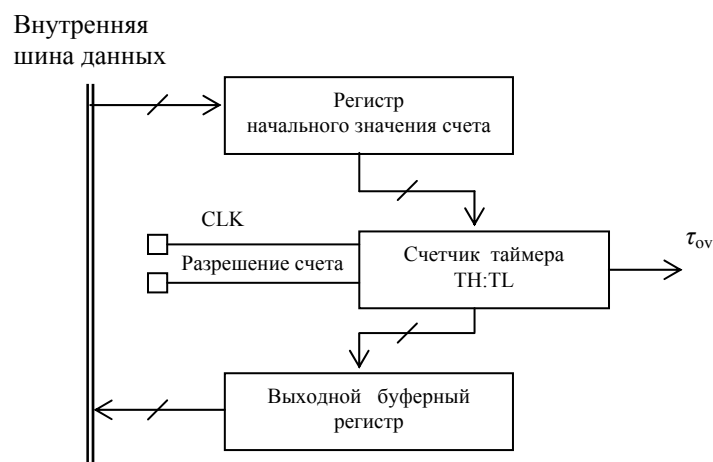 Внутренняя
шина данных
Регистр
начального значения счета
CLK
Разрешение счета
Счетчик таймера
TH:TL
τov
Выходной буферный
регистр